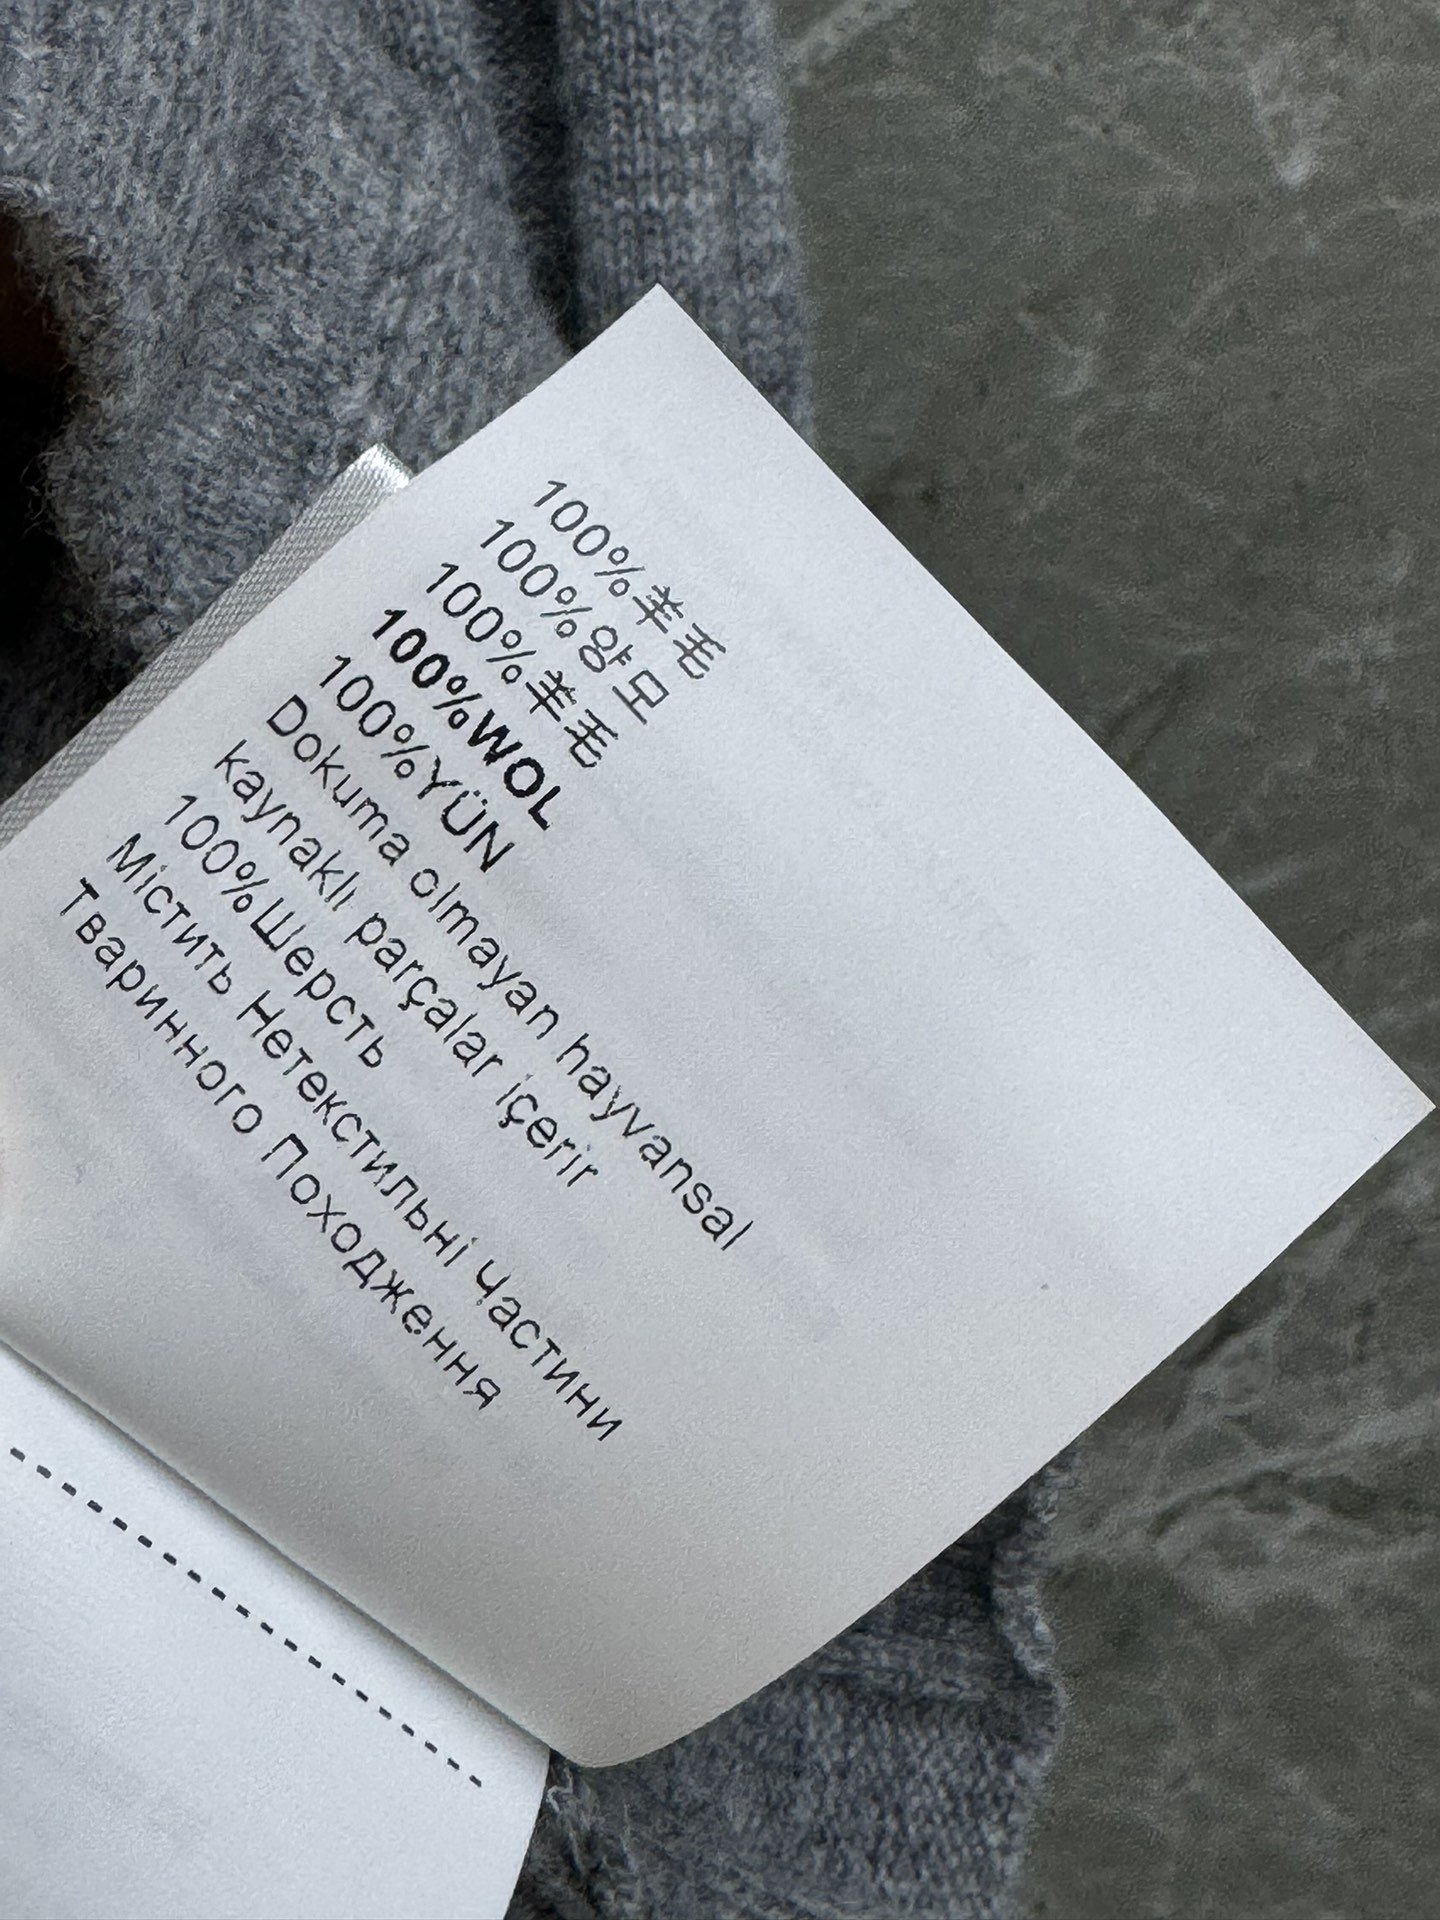 100%羊毛
100%양모
100%羊毛
100%WOL
100%YÜN
Dokuma olmayan hayvansal
kaynaklı parçalar içerir
100%Шерсть
Містить Нетекстильні Частини
Тваринного Походження